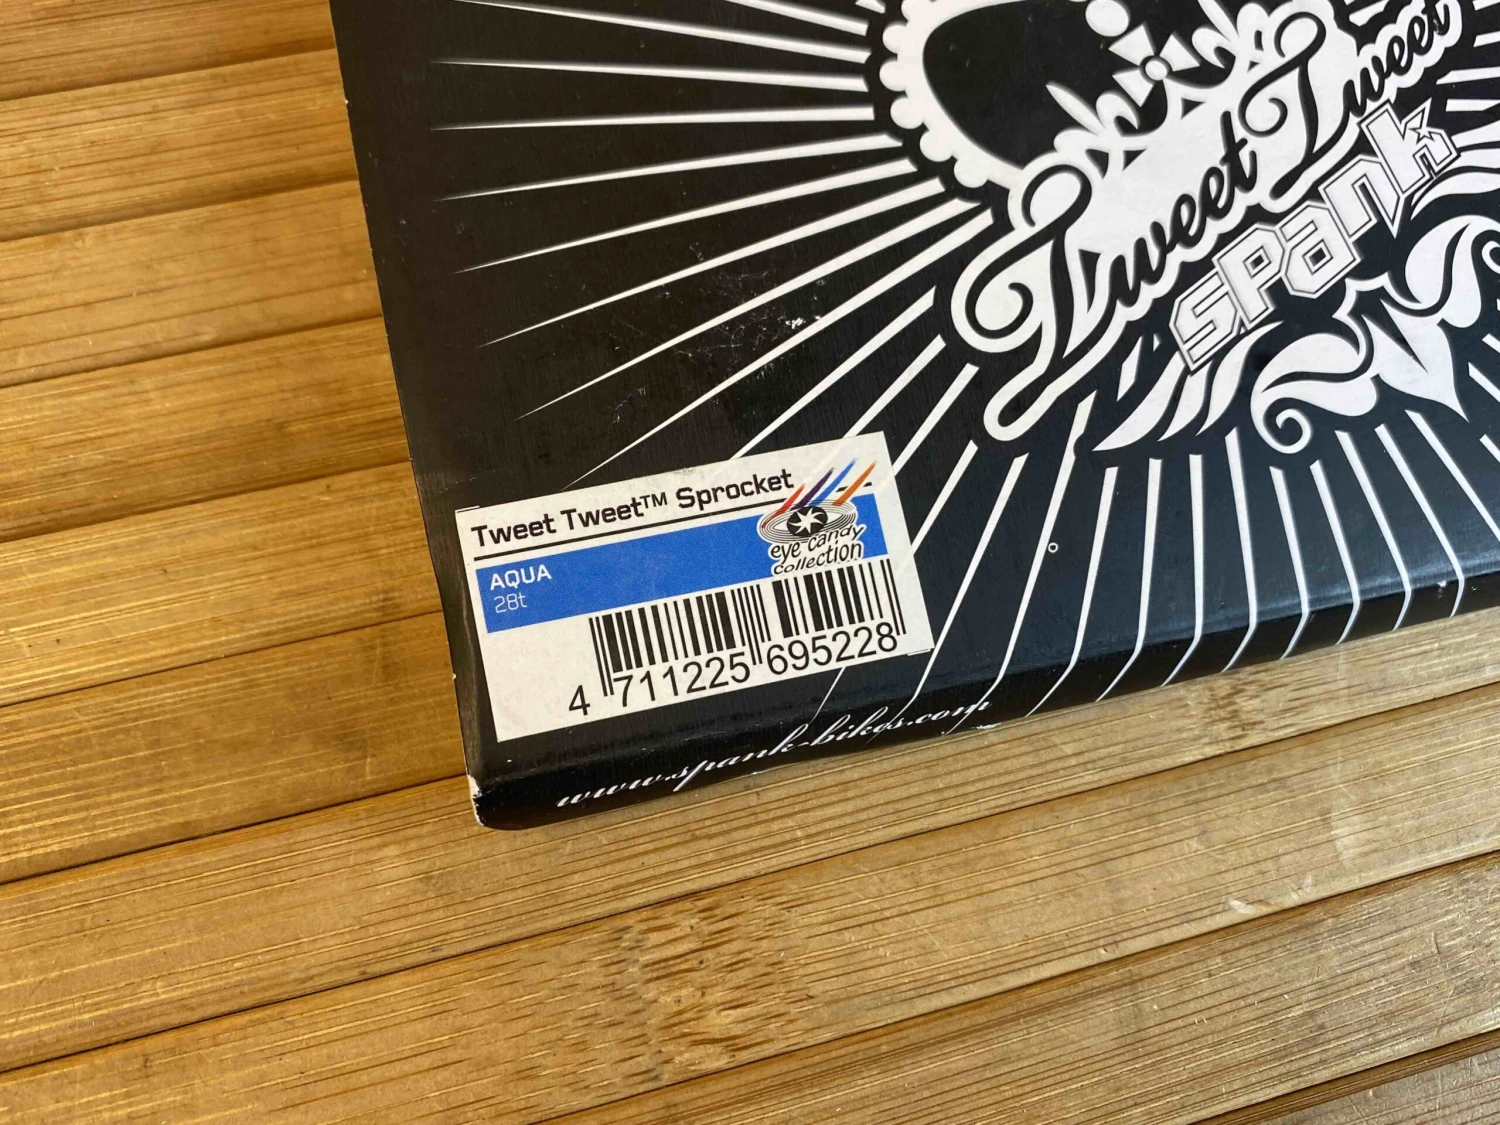 Tweet Tweet
spank
Tweet Tweet™ Sprocket
AQUA
28t
eye candy
collection
4 711225 695228
www.spank-bikes.com